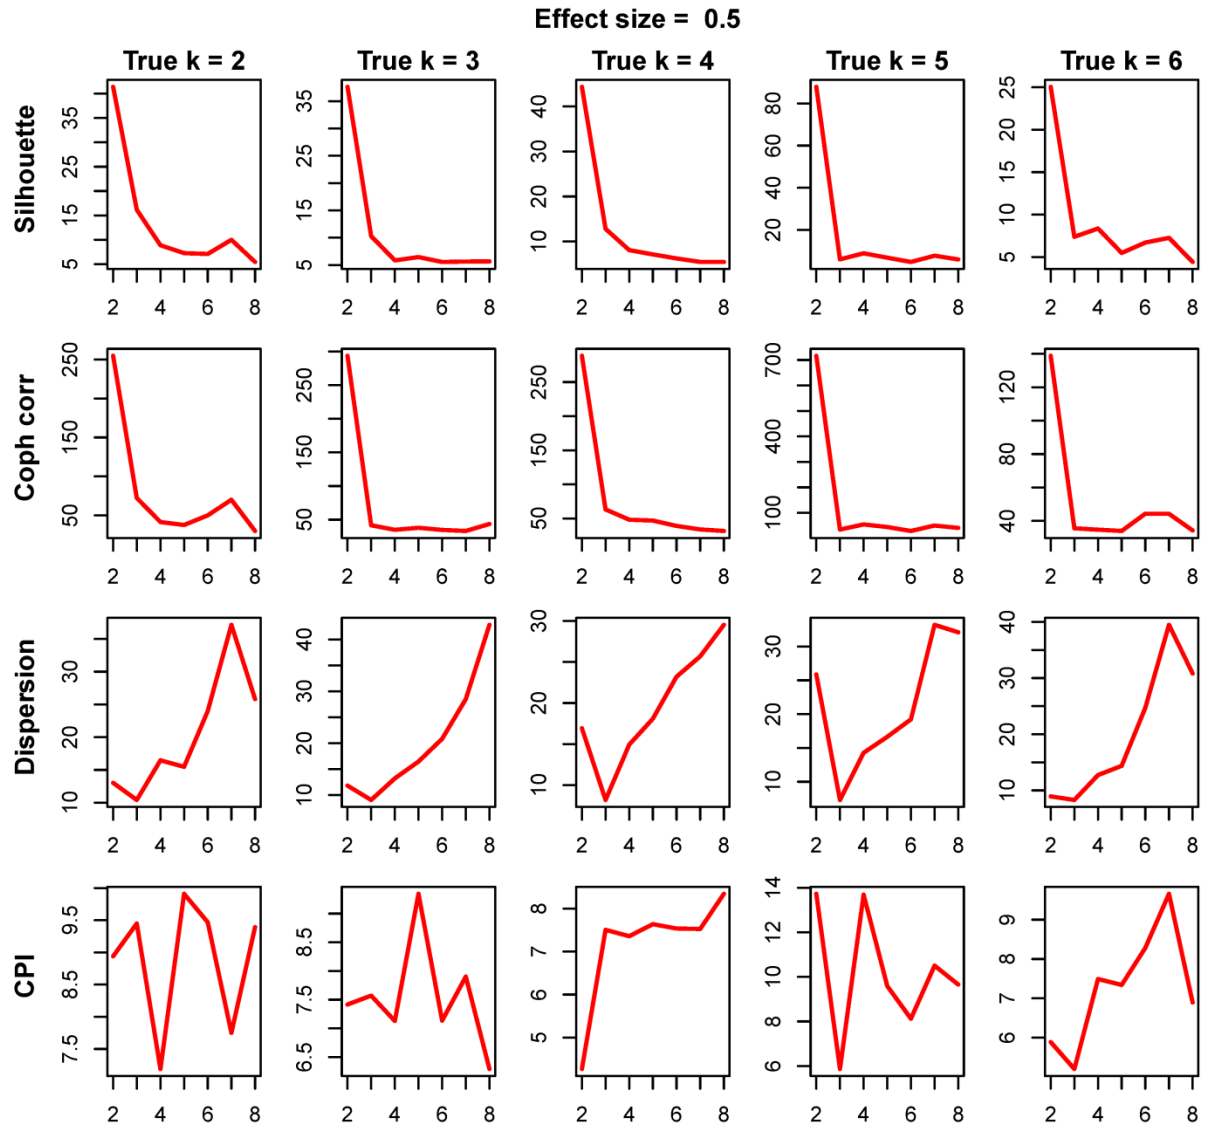 Effect size = 0.5
True k = 2 True k = 3 True k = 4 True k = 5 True k = 6
Silhouette
5 15 25 35
5 15 25 35
10 20 30 40
20 40 60 80
5 10 15 20 25
2 4 6 8 2 4 6 8 2 4 6 8 2 4 6 8 2 4 6 8
Coph corr
50 150 250
50 150 250
50 150 250
100 400 700
40 60 80 120
2 4 6 8 2 4 6 8 2 4 6 8 2 4 6 8 2 4 6 8
Dispersion
10 20 30
10 20 30 40
10 20 30
10 20 30
10 20 30 40
2 4 6 8 2 4 6 8 2 4 6 8 2 4 6 8 2 4 6 8
CPI
7.5 8.5 9.5
6.5 7.5 8.5
5 6 7 8
6 8 10 12 14
6 7 8 9
2 4 6 8 2 4 6 8 2 4 6 8 2 4 6 8 2 4 6 8